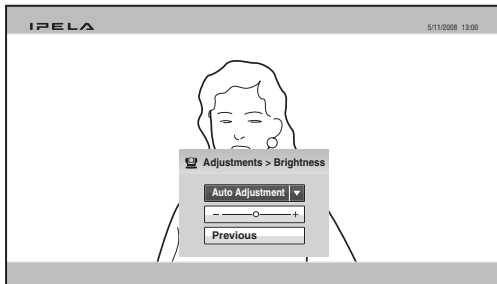 IPELA
5/11/2008 13:00
Adjustments > Brightness
Auto Adjustment
- +
Previous